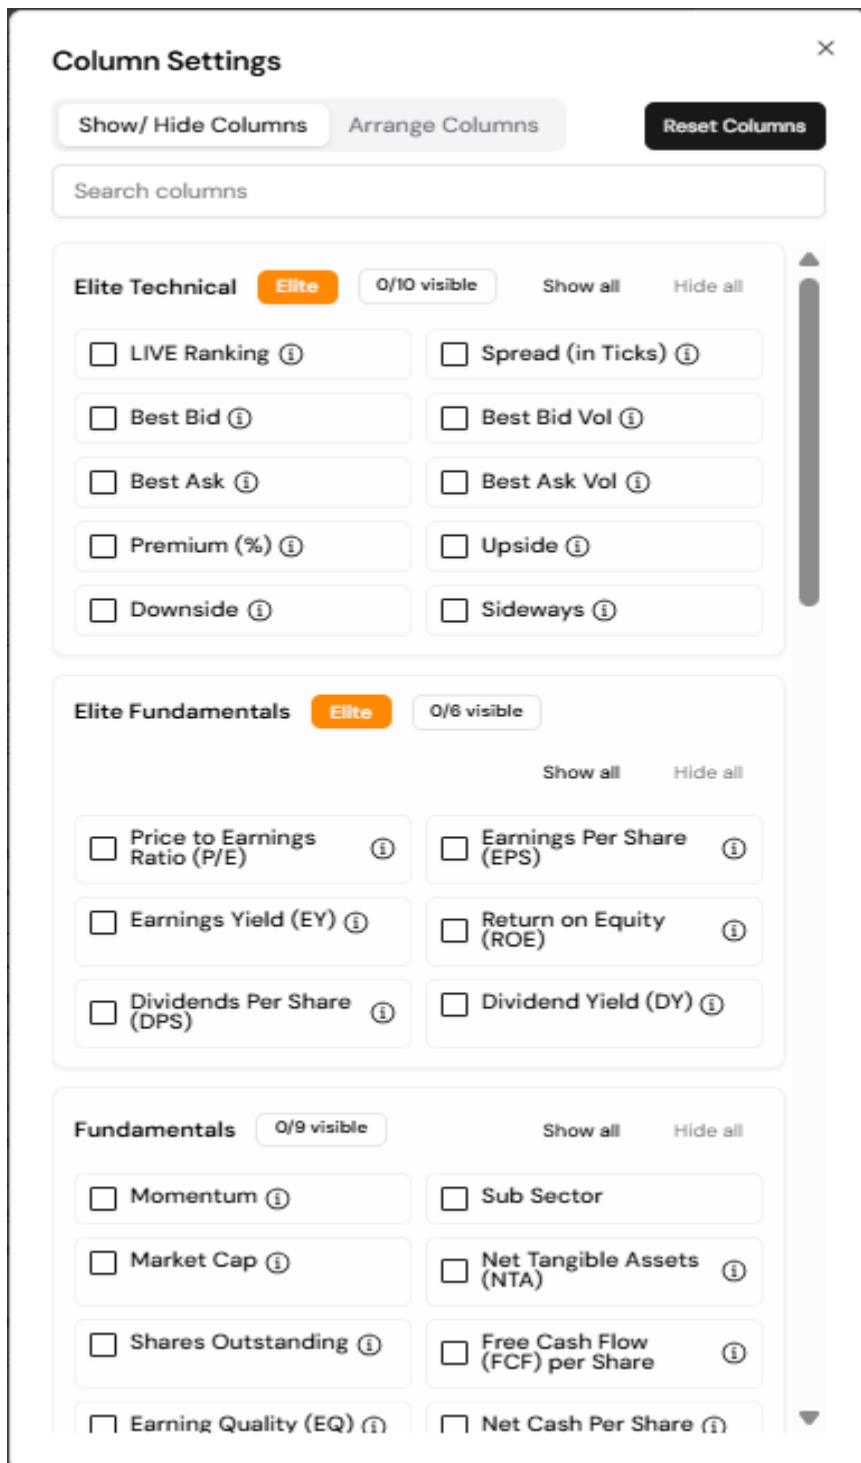 Column Settings
Show/ Hide Columns Arrange Columns Reset Columns
Search columns
Elite Technical Elite 0/10 visible Show all Hide all
LIVE Ranking Spread (in Ticks)
Best Bid Best Bid Vol
Best Ask Best Ask Vol
Premium (%) Upside
Downside Sideways
Elite Fundamentals Elite 0/6 visible
Show all Hide all
Price to Earnings
Ratio (P/E)
Earnings Per Share
(EPS)
Earnings Yield (EY)
Return on Equity
(ROE)
Dividends Per Share
(DPS)
Dividend Yield (DY)
Fundamentals 0/9 visible Show all Hide all
Momentum Sub Sector
Market Cap
Net Tangible Assets
(NTA)
Shares Outstanding
Free Cash Flow
(FCF) per Share
Earning Quality (EQ) Net Cash Per Share